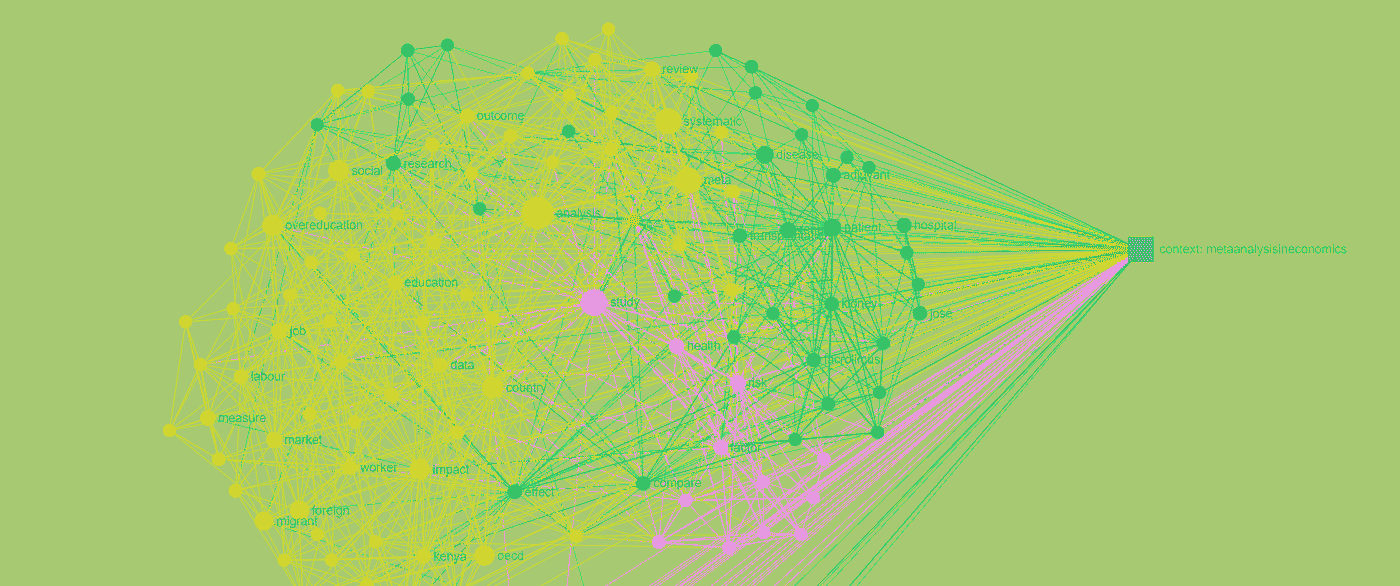 review
outcome
systematic
disease
research
social
adjuvant
meta
analysis
overeducation
hospital
patient
context: metaanalysisineconomics
education
study
kidney
jose
job
health
tacrolimus
data
labour
risk
country
measure
market
factor
worker
impact
compare
effect
foreign
migrant
kenya
oecd